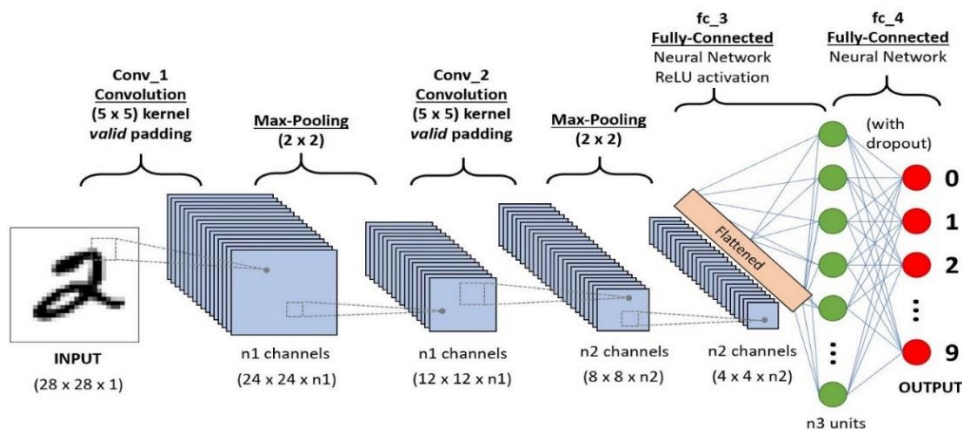 fc_3
Fully-Connected
Neural Network
ReLU activation
fc_4
Fully-Connected
Neural Network
Conv_1
Convolution
(5 x 5) kernel
valid padding
Max-Pooling
(2 x 2)
Conv_2
Convolution
(5 x 5) kernel
valid padding
Max-Pooling
(2 x 2)
(with
dropout)
Flattened
0
1
2
...
9
...
2
INPUT
(28 x 28 x 1)
n1 channels
(24 x 24 x n1)
n1 channels
(12 x 12 x n1)
n2 channels
(8 x 8 x n2)
n2 channels
(4 x 4 x n2)
OUTPUT
n3 units